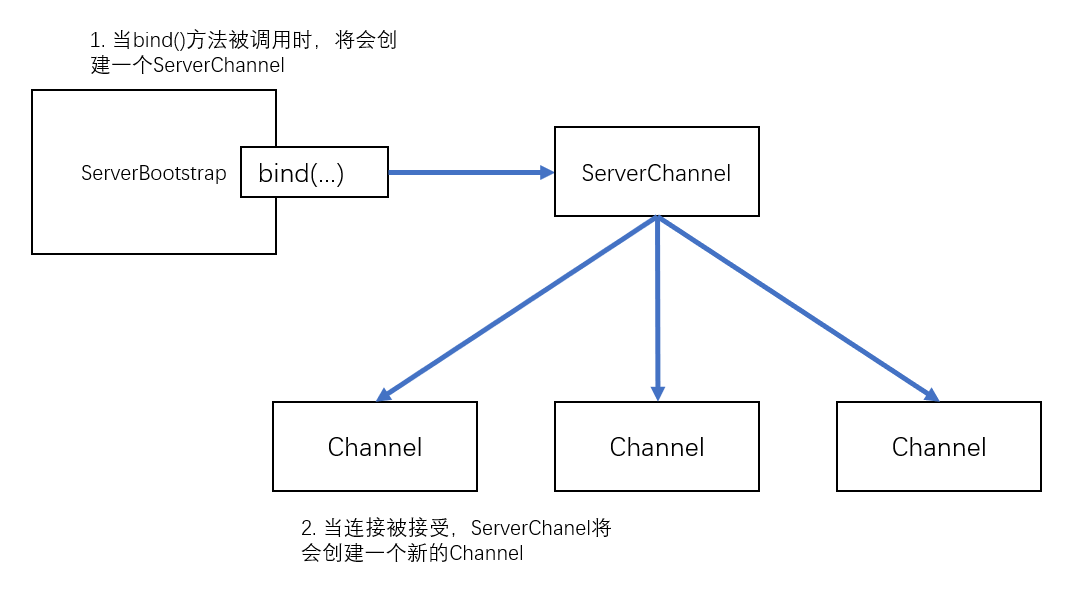 1. 当bind()方法被调用时，将会创
建一个ServerChannel
ServerBootstrap
bind(...)
ServerChannel
Channel
Channel
Channel
2. 当连接被接受，ServerChanel将
会创建一个新的Channel